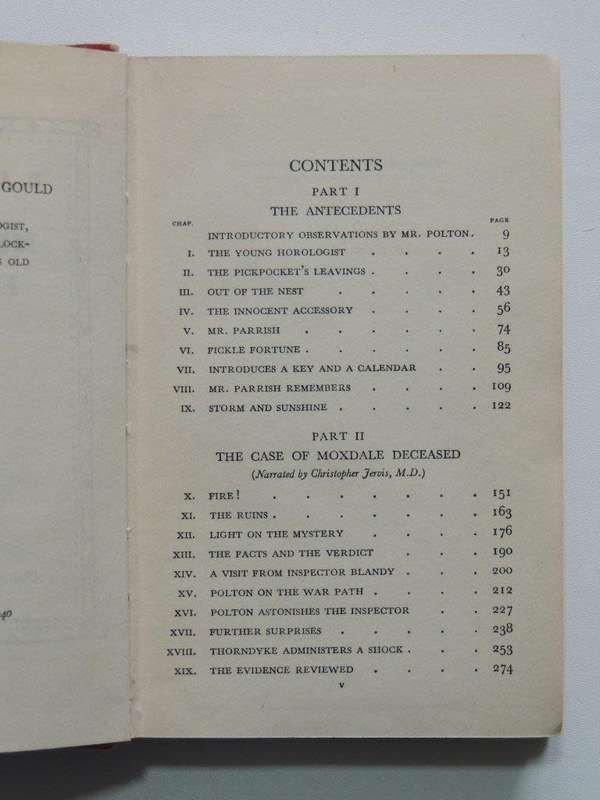 GOULD
OGIST,
LOCK-
S OLD
40
CONTENTS
PART I
THE ANTECEDENTS
CHAP. PAGE
INTRODUCTORY OBSERVATIONS BY MR. POLTON. 9
I. THE YOUNG HOROLOGIST . . . . 13
II. THE PICKPOCKET'S LEAVINGS . . . . 30
III. OUT OF THE NEST . . . . . 43
IV. THE INNOCENT ACCESSORY . . . . 56
V. MR. PARRISH . . . . . . 74
VI. FICKLE FORTUNE . . . . . . 85
VII. INTRODUCES A KEY AND A CALENDAR . . 95
VIII. MR. PARRISH REMEMBERS . . . . 109
IX. STORM AND SUNSHINE . . . . . 122
PART II
THE CASE OF MOXDALE DECEASED
(Narrated by Christopher Jervis, M.D.)
X. FIRE! . . . . . . . 151
XI. THE RUINS . . . . . . . 163
XII. LIGHT ON THE MYSTERY . . . . 176
XIII. THE FACTS AND THE VERDICT . . . 190
XIV. A VISIT FROM INSPECTOR BLANDY . . . 200
XV. POLTON ON THE WAR PATH . . . . 212
XVI. POLTON ASTONISHES THE INSPECTOR . . 227
XVII. FURTHER SURPRISES . . . . . 238
XVIII. THORNDYKE ADMINISTERS A SHOCK . . . 253
XIX. THE EVIDENCE REVIEWED . . . . 274
v